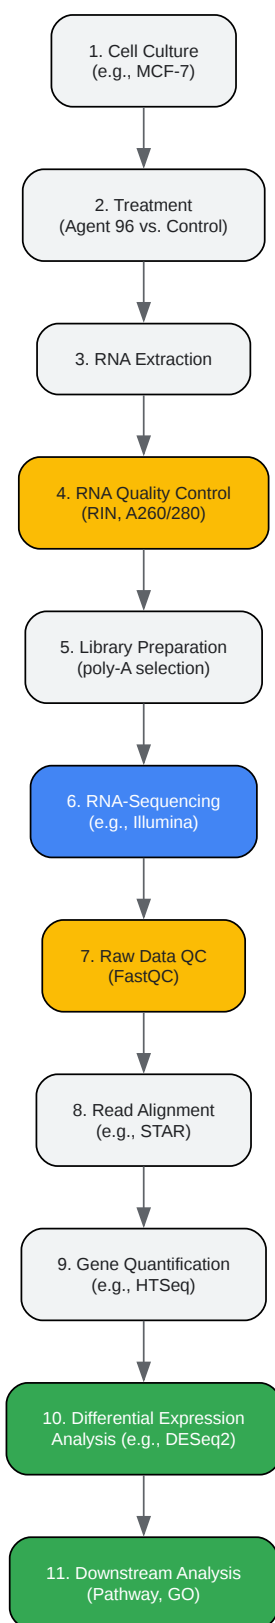 1. Cell Culture
(e.g., MCF-7)
2. Treatment
(Agent 96 vs. Control)
3. RNA Extraction
4. RNA Quality Control
(RIN, A260/280)
5. Library Preparation
(poly-A selection)
6. RNA-Sequencing
(e.g., Illumina)
7. Raw Data QC
(FastQC)
8. Read Alignment
(e.g., STAR)
9. Gene Quantification
(e.g., HTSeq)
10. Differential Expression
Analysis (e.g., DESeq2)
11. Downstream Analysis
(Pathway, GO)